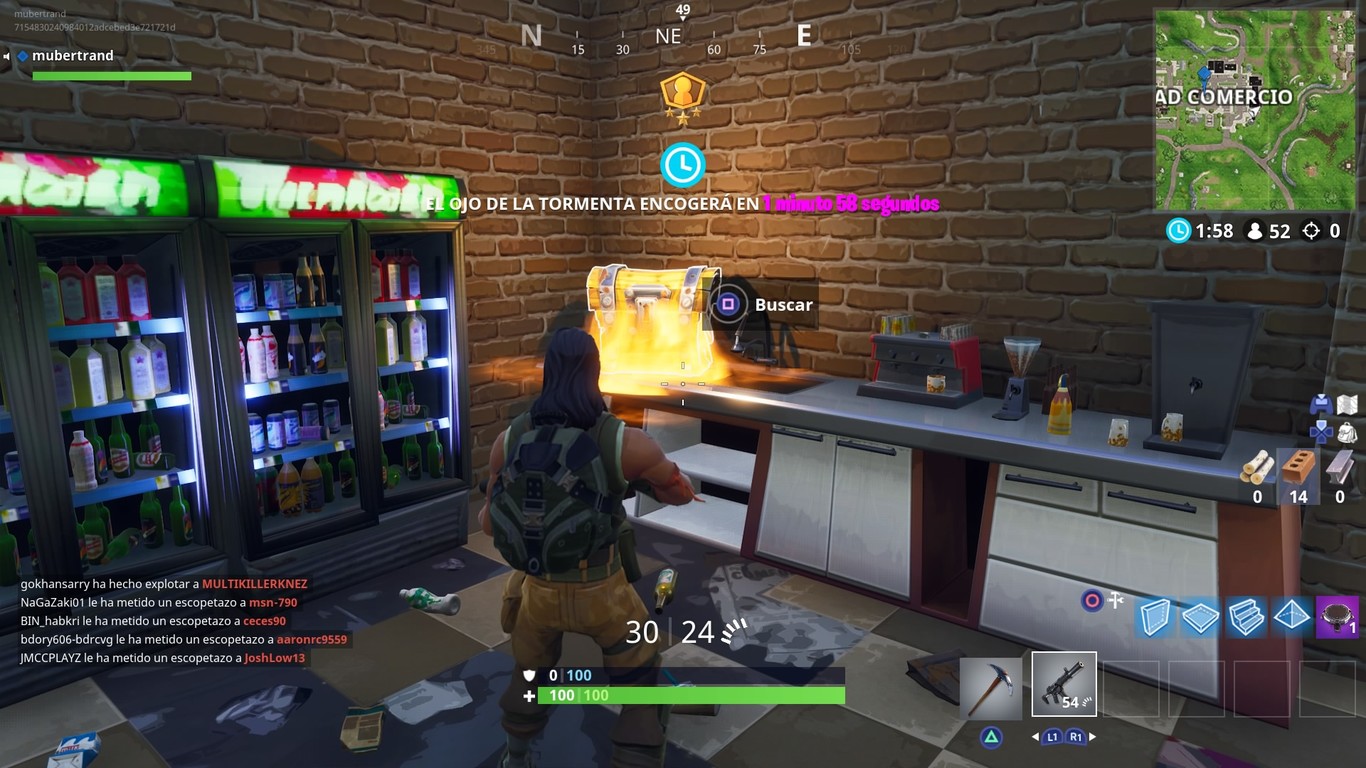 mubertrand
mubertrand
49
N NE E
345 15 30 60 75 105 120
AD COMERCIO
EL OJO DE LA TORMENTA ENCOGERÁ EN 1 minuto 58 segundos
1:58 52 0
Buscar
0 14 0
gokhansarry ha hecho explotar a MULTIKILLERKNEZ
NaGaZaki01 le ha metido un escopetazo a msn-790
BIN_habkri le ha metido un escopetazo a ceces90
bdory606-bdrcvg le ha metido un escopetazo a aaronrc9559
JMCCPLAYZ le ha metido un escopetazo a JoshLow13
30 | 24
1
0 | 100
100 | 100
54
L1 R1